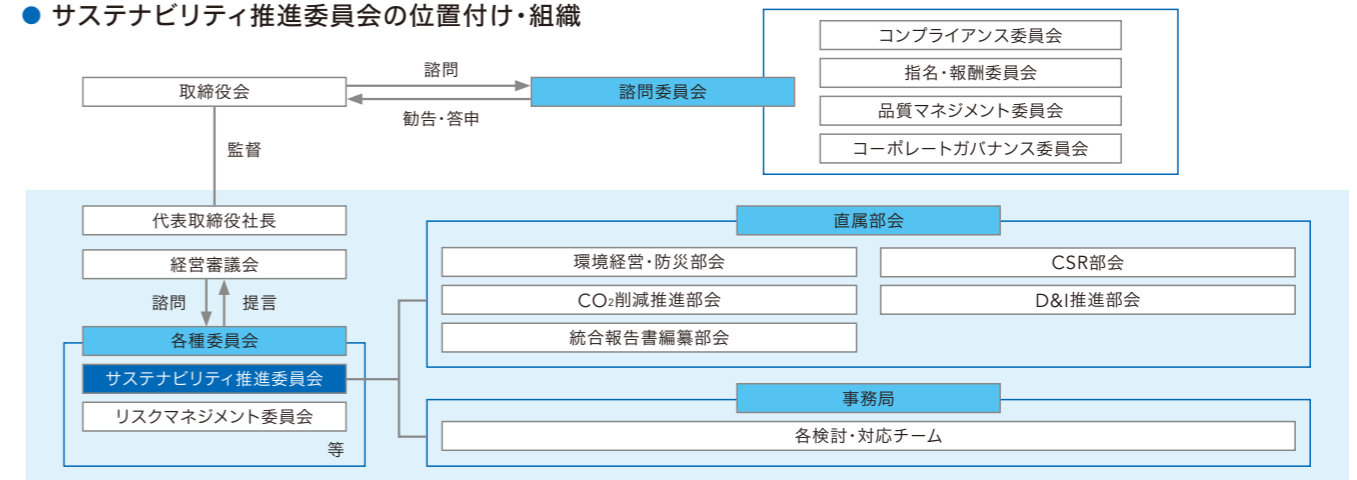 ● サステナビリティ推進委員会の位置付け・組織
取締役会
諮問
勧告・答申
諮問委員会
コンプライアンス委員会
指名・報酬委員会
品質マネジメント委員会
コーポレートガバナンス委員会
監督
代表取締役社長
経営審議会
諮問
提言
各種委員会
サステナビリティ推進委員会
リスクマネジメント委員会
等
直属部会
環境経営・防災部会
CSR部会
CO₂削減推進部会
D&I推進部会
統合報告書編纂部会
事務局
各検討・対応チーム